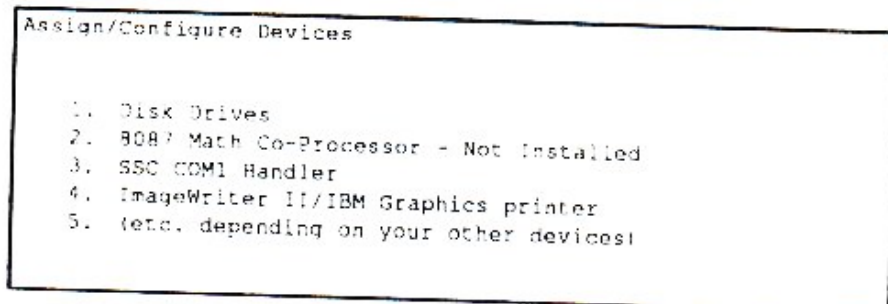 Assign/Configure Devices
1. Disk Drives
2. 8087 Math Co-Processor - Not Installed
3. SSC COM1 Handler
4. ImageWriter II/IBM Graphics printer
5. (etc. depending on your other devices)